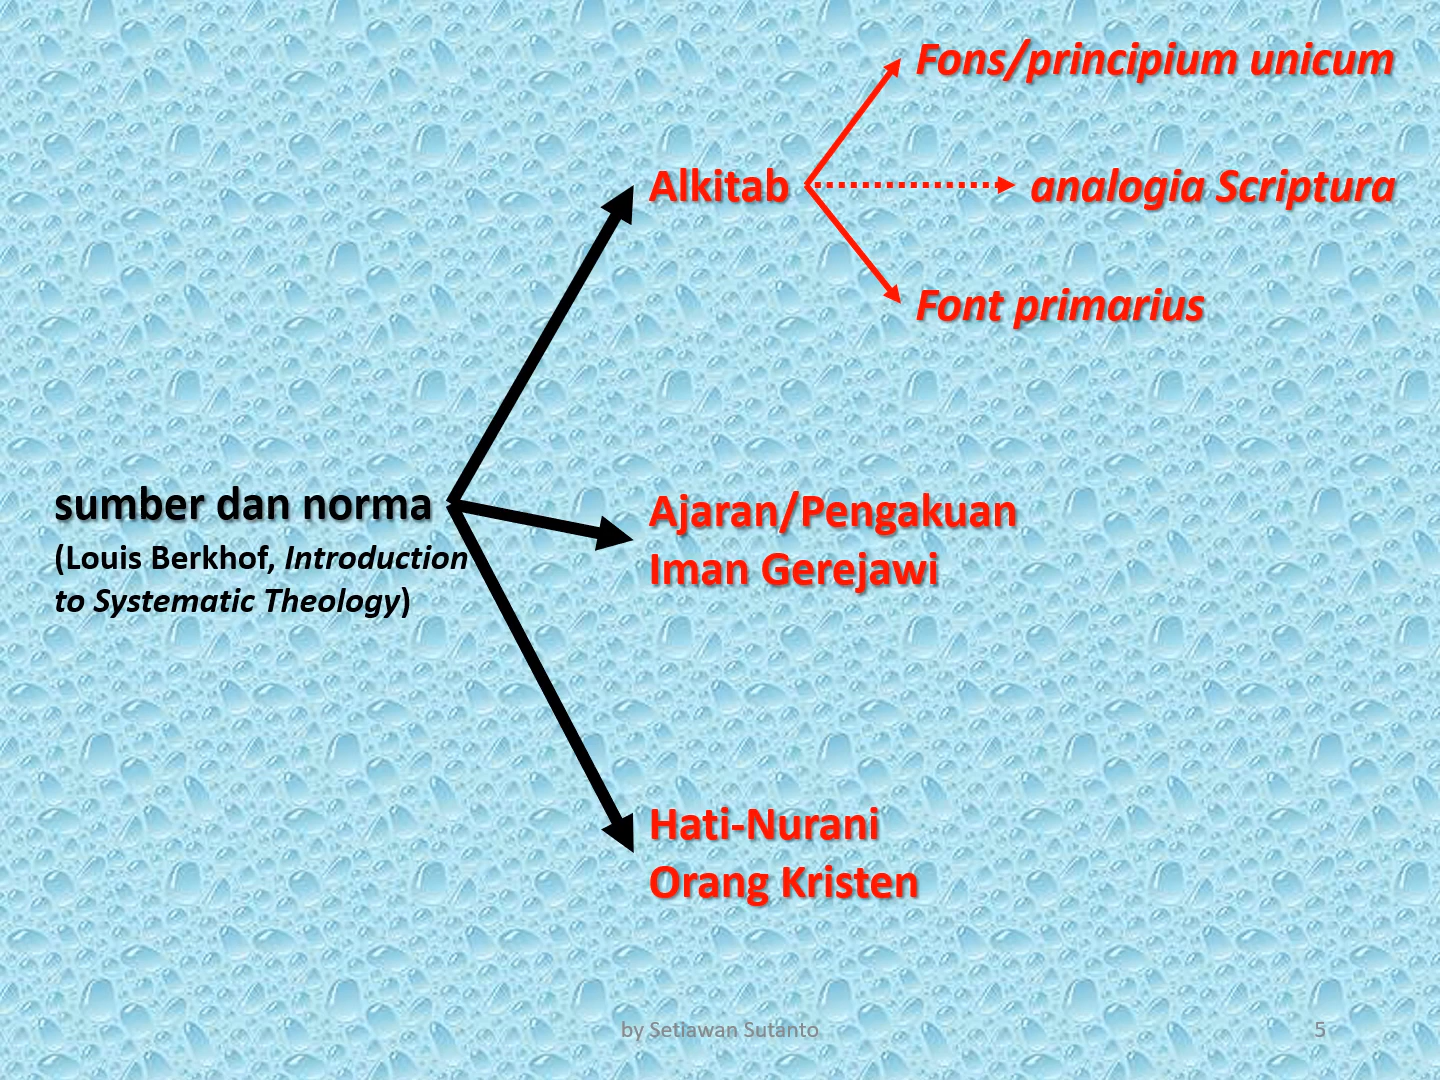 Fons/principium unicum
Alkitab
analogia Scriptura
Font primarius
sumber dan norma
(Louis Berkhof, Introduction
to Systematic Theology)
Ajaran/Pengakuan
Iman Gerejawi
Hati-Nurani
Orang Kristen
by Setiawan Sutanto
5